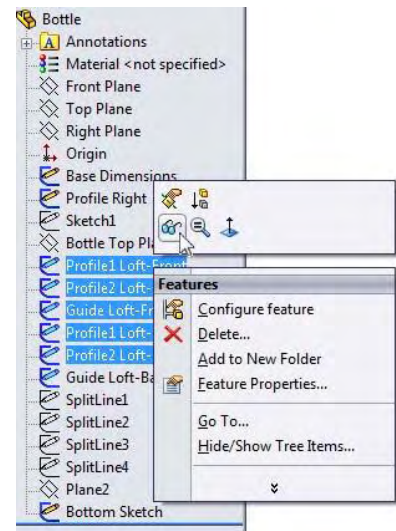 Bottle
Annotations
Material <not specified>
Front Plane
Top Plane
Right Plane
Origin
Base Dimensions
Profile Right
Sketch1
Bottle Top Pl
Profile1 Loft-Front
Profile2 Loft-
Guide Loft-Fr
Profile1 Loft-
Profile2 Loft-
Guide Loft-Ba
SplitLine1
SplitLine2
SplitLine3
SplitLine4
Plane2
Bottom Sketch
Features
Configure feature
Delete...
Add to New Folder
Feature Properties...
Go To...
Hide/Show Tree Items...